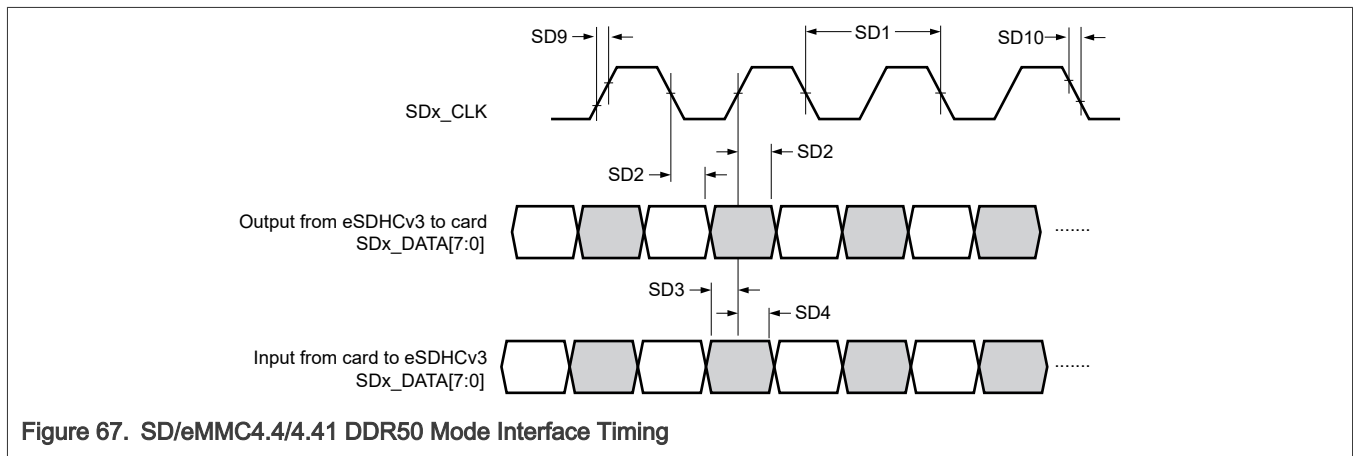 SD9
SD1
SD10
SDx_CLK
SD2
SD2
Output from eSDHCv3 to card
SDx_DATA[7:0]
.......
SD3
SD4
Input from card to eSDHCv3
SDx_DATA[7:0]
.......
Figure 67. SD/eMMC4.4/4.41 DDR50 Mode Interface Timing